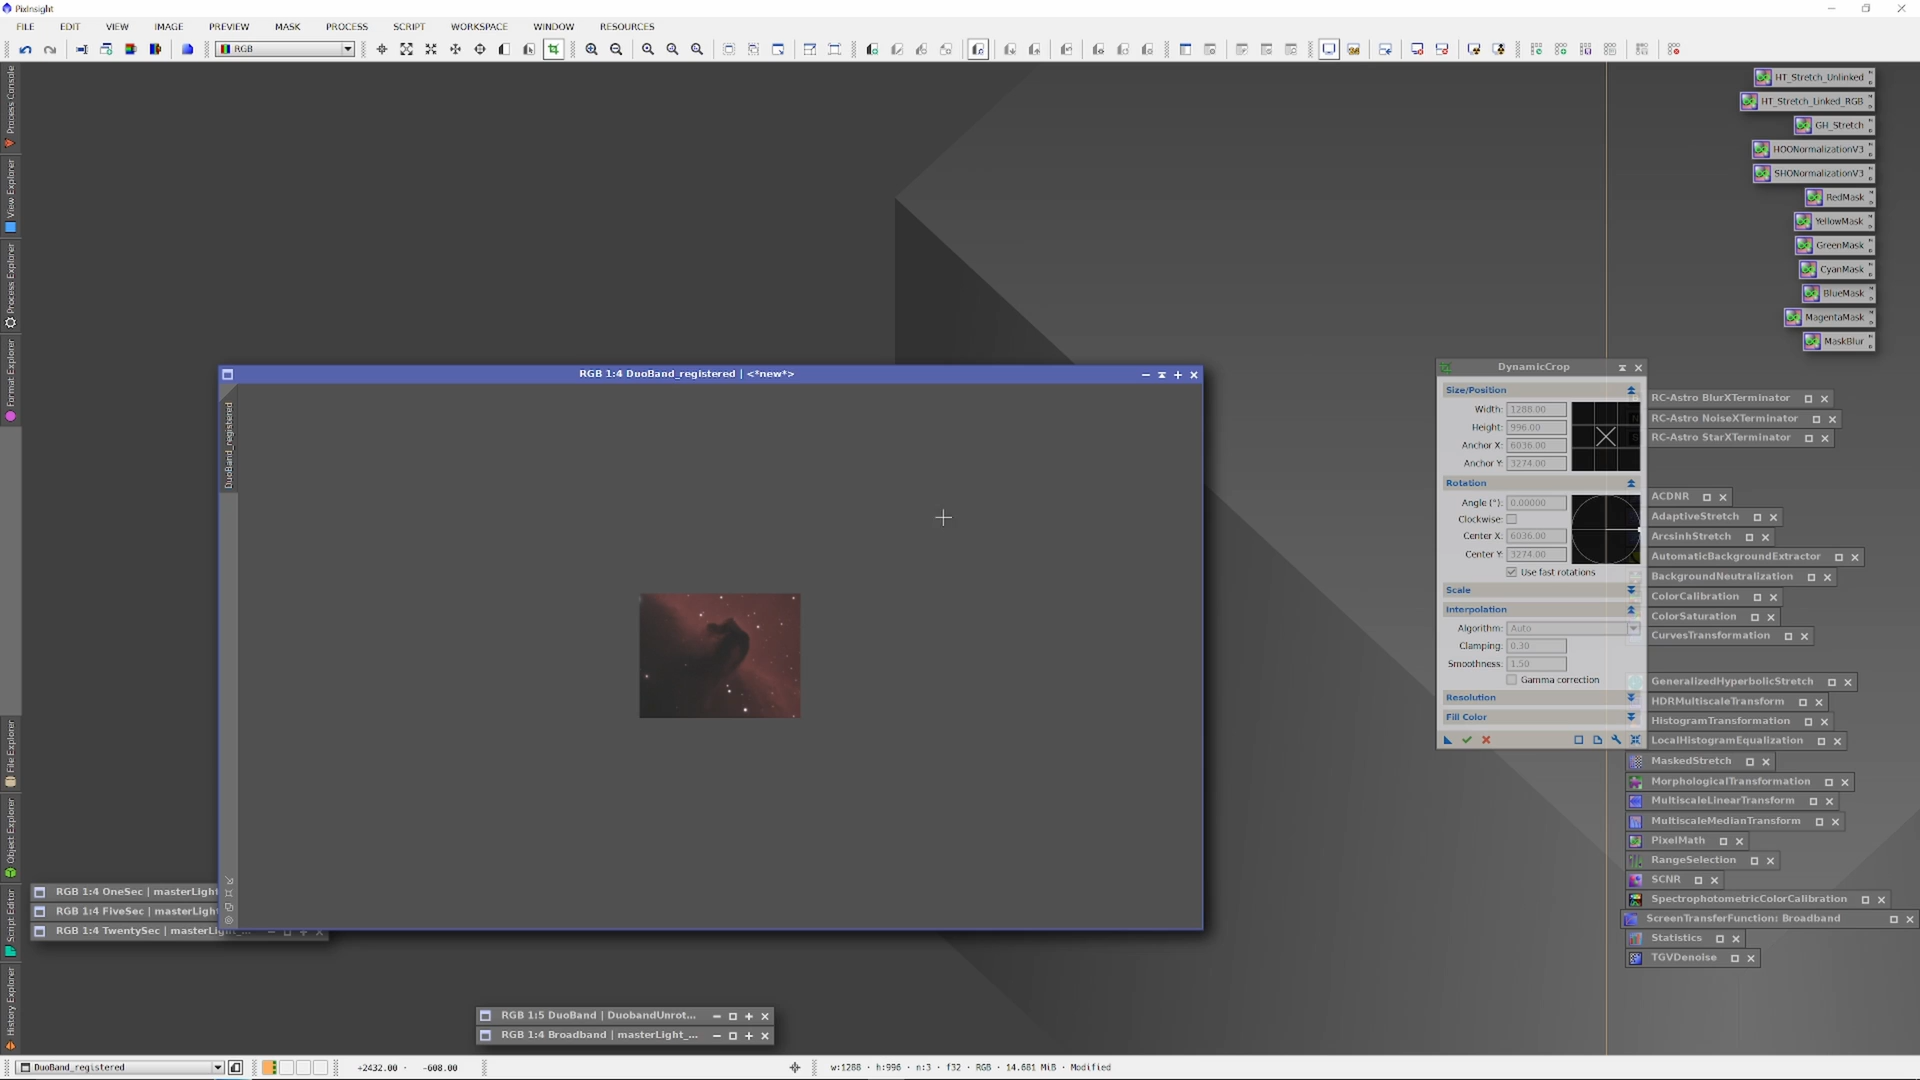 PixInsight
FILE EDIT VIEW IMAGE PREVIEW MASK PROCESS SCRIPT WORKSPACE WINDOW RESOURCES
RGB
Process Console
View Explorer
Process Explorer
Format Explorer
File Explorer
Object Explorer
Script Editor
History Explorer
HT_Stretch_Unlinked
HT_Stretch_Linked_RGB
GH_Stretch
HOONormalizationV3
SHONormalizationV3
RedMask
YellowMask
GreenMask
CyanMask
BlueMask
MagentaMask
MaskBlur
RGB 1:4 DuoBand_registered | <*new*>
DuoBand_registered
DynamicCrop
Size/Position
Width: 1288.00
Height: 996.00
Anchor X: 6036.00
Anchor Y: 3274.00
Rotation
Angle (°): 0.00000
Clockwise:
Center X: 6036.00
Center Y: 3274.00
Use fast rotations
Scale
Interpolation
Algorithm: Auto
Clamping: 0.30
Smoothness: 1.50
Gamma correction
Resolution
Fill Color
RC-Astro BlurXTerminator
RC-Astro NoiseXTerminator
RC-Astro StarXTerminator
ACDNR
AdaptiveStretch
ArcsinhStretch
AutomaticBackgroundExtractor
BackgroundNeutralization
ColorCalibration
ColorSaturation
CurvesTransformation
GeneralizedHyperbolicStretch
HDRMultiscaleTransform
HistogramTransformation
LocalHistogramEqualization
MaskedStretch
MorphologicalTransformation
MultiscaleLinearTransform
MultiscaleMedianTransform
PixelMath
RangeSelection
SCNR
SpectrophotometricColorCalibration
ScreenTransferFunction: Broadband
Statistics
TGVDenoise
RGB 1:4 OneSec | masterLight
RGB 1:4 FiveSec | masterLight
RGB 1:4 TwentySec | masterLight_...
RGB 1:5 DuoBand | DuobandUnrot...
RGB 1:4 Broadband | masterLight_...
DuoBand_registered
+2432.00 · -608.00
w:1288 · h:996 · n:3 · f32 · RGB · 14.681 MiB · Modified